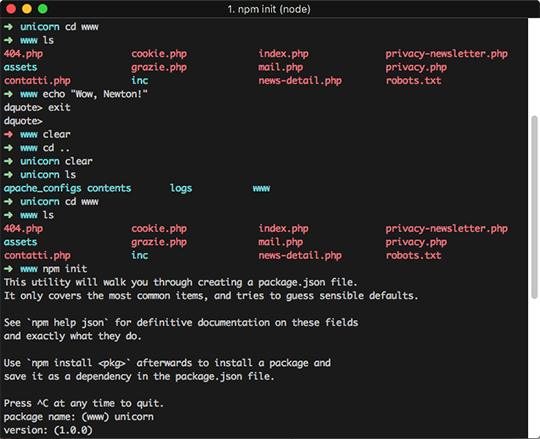 1. npm init (node)
➜ unicorn cd www
➜ www ls
404.php cookie.php index.php privacy-newsletter.php
assets grazie.php mail.php privacy.php
contatti.php inc news-detail.php robots.txt
➜ www echo "Wow, Newton!"
dquote> exit
dquote>
➜ www clear
➜ www cd ..
➜ unicorn clear
➜ unicorn ls
apache_configs contents logs www
➜ unicorn cd www
➜ www ls
404.php cookie.php index.php privacy-newsletter.php
assets grazie.php mail.php privacy.php
contatti.php inc news-detail.php robots.txt
➜ www npm init
This utility will walk you through creating a package.json file.
It only covers the most common items, and tries to guess sensible defaults.
See `npm help json` for definitive documentation on these fields
and exactly what they do.
Use `npm install <pkg>` afterwards to install a package and
save it as a dependency in the package.json file.
Press ^C at any time to quit.
package name: (www) unicorn
version: (1.0.0)